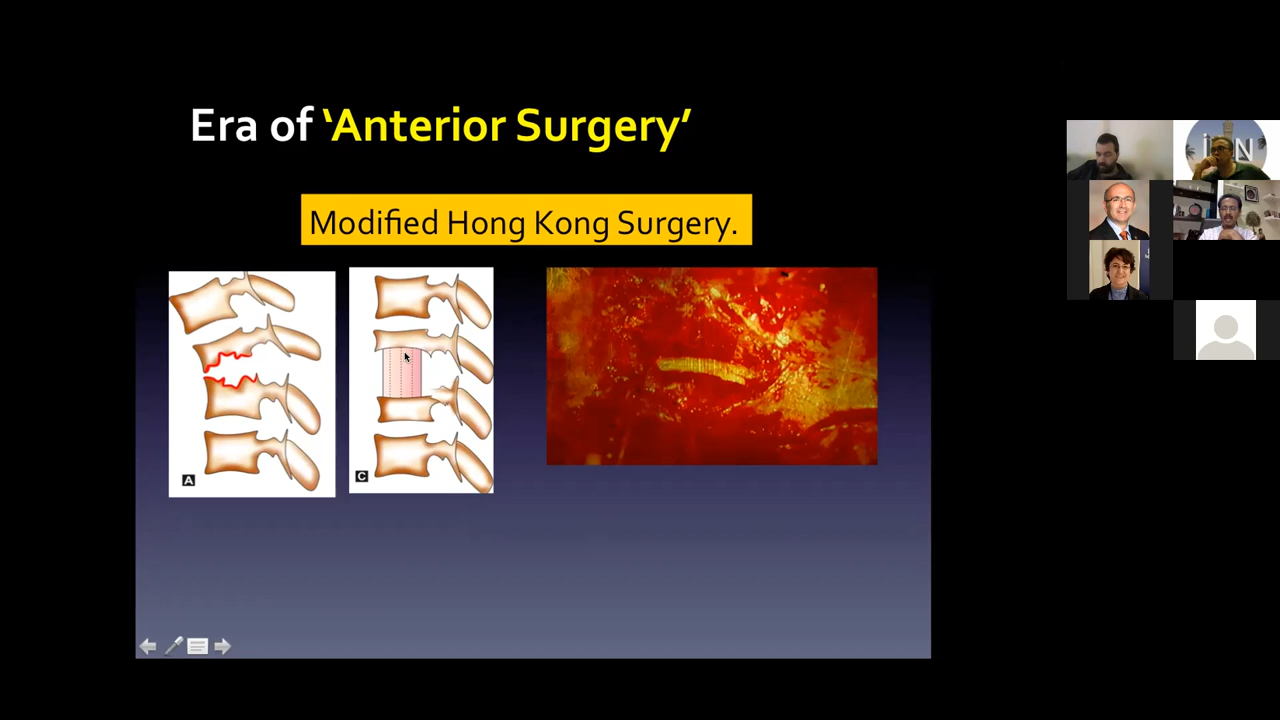 Era of ‘Anterior Surgery’
Modified Hong Kong Surgery.
A
C